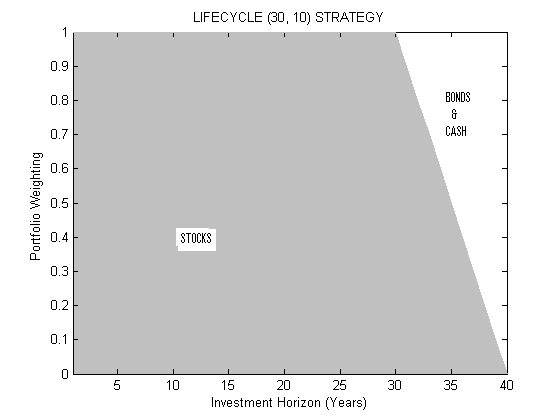 LIFECYCLE (30, 10) STRATEGY
1
0.9
0.8
0.7
0.6
0.5
0.4
0.3
0.2
0.1
0
Portfolio Weighting
BONDS
&
CASH
STOCKS
5 10 15 20 25 30 35 40
Investment Horizon (Years)